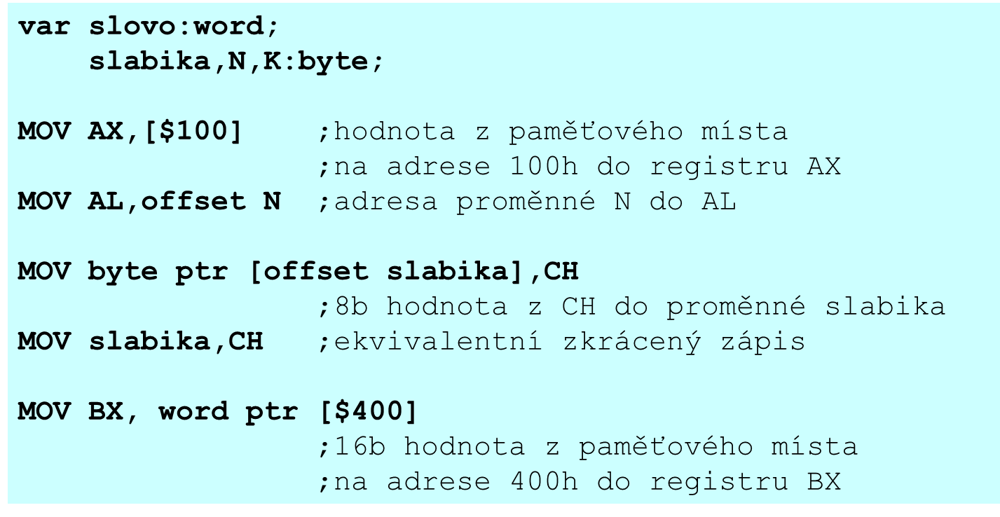 var slovo:word;
    slabika,N,K:byte;

MOV AX,[$100]    ;hodnota z paměťového místa
                 ;na adrese 100h do registru AX
MOV AL,offset N  ;adresa proměnné N do AL

MOV byte ptr [offset slabika],CH
                 ;8b hodnota z CH do proměnné slabika
MOV slabika,CH   ;ekvivalentní zkrácený zápis

MOV BX, word ptr [$400]
                 ;16b hodnota z paměťového místa
                 ;na adrese 400h do registru BX